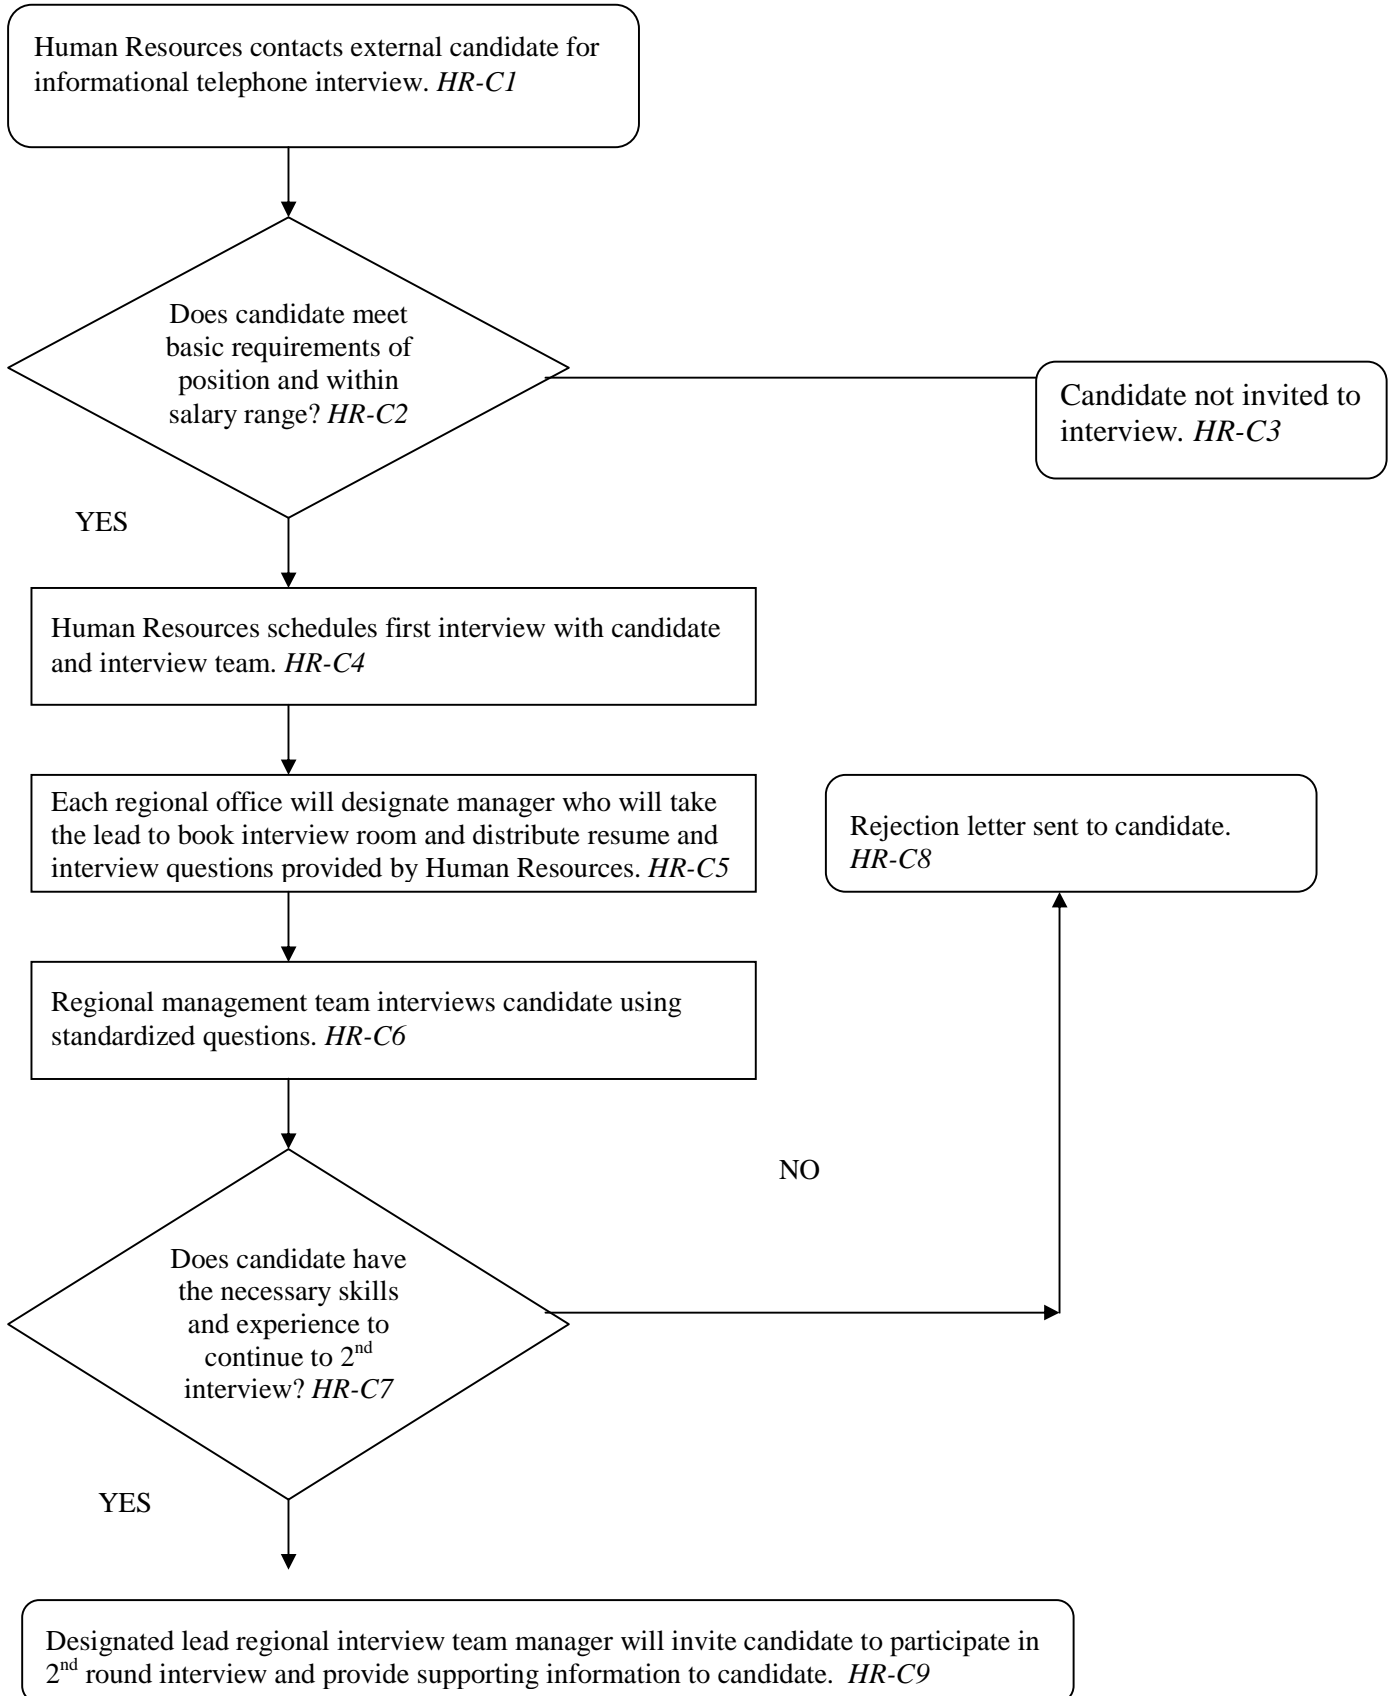 Human Resources contacts external candidate for
informational telephone interview. HR-C1
Does candidate meet
basic requirements of
position and within
salary range? HR-C2
Candidate not invited to
interview. HR-C3
YES
Human Resources schedules first interview with candidate
and interview team. HR-C4
Each regional office will designate manager who will take
the lead to book interview room and distribute resume and
interview questions provided by Human Resources. HR-C5
Rejection letter sent to candidate.
HR-C8
Regional management team interviews candidate using
standardized questions. HR-C6
NO
Does candidate have
the necessary skills
and experience to
continue to 2nd
interview? HR-C7
YES
Designated lead regional interview team manager will invite candidate to participate in
2nd round interview and provide supporting information to candidate. HR-C9